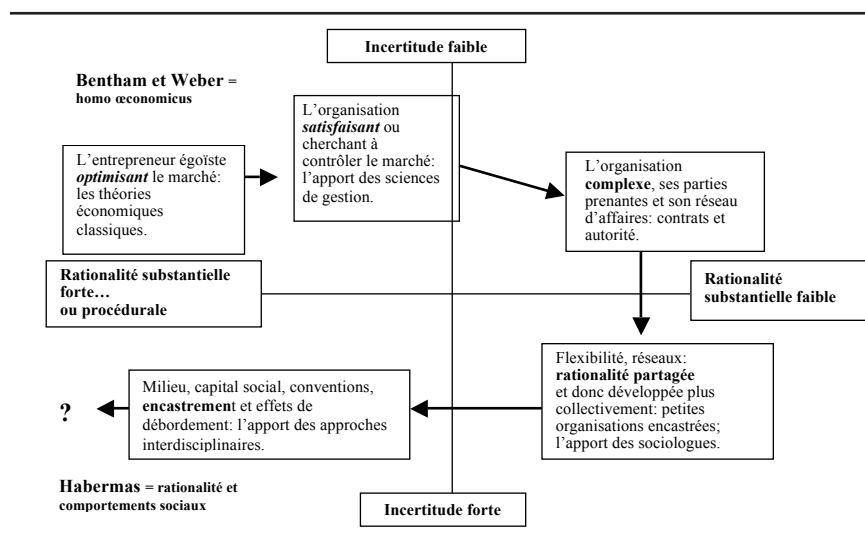 Incertitude faible
Bentham et Weber =
homo œconomicus
L’organisation
satisfaisant ou
cherchant à
contrôler le marché:
l’apport des sciences
de gestion.
L’entrepreneur égoïste
optimisant le marché:
les théories
économiques
classiques.
L’organisation
complexe, ses parties
prenantes et son réseau
d’affaires: contrats et
autorité.
Rationalité substantielle
forte…
ou procédurale
Rationalité
substantielle faible
Flexibilité, réseaux:
rationalité partagée
et donc développée plus
collectivement: petites
organisations encastrées;
l’apport des sociologues.
Milieu, capital social, conventions,
encastrement et effets de
débordement: l’apport des approches
interdisciplinaires.
?
Habermas = rationalité et
comportements sociaux
Incertitude forte